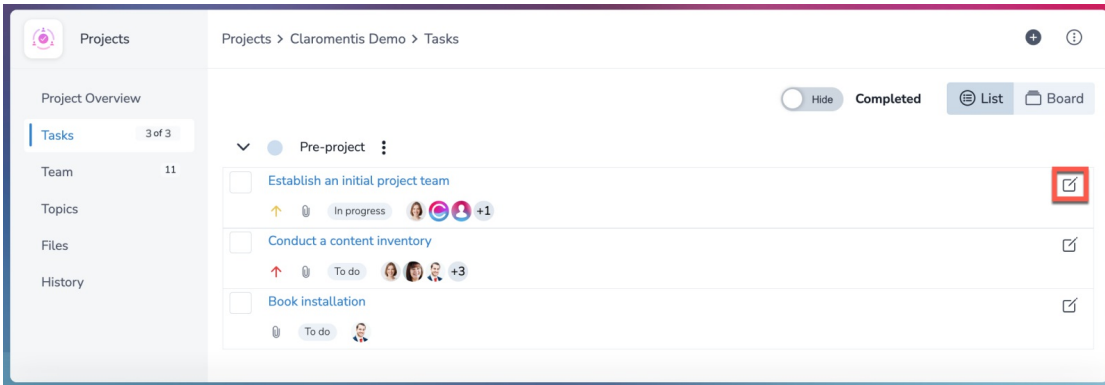 Projects
Projects > Claromentis Demo > Tasks
Project Overview
Tasks 3 of 3
Team 11
Topics
Files
History
Hide Completed List Board
Pre-project
Establish an initial project team
In progress +1
Conduct a content inventory
To do +3
Book installation
To do